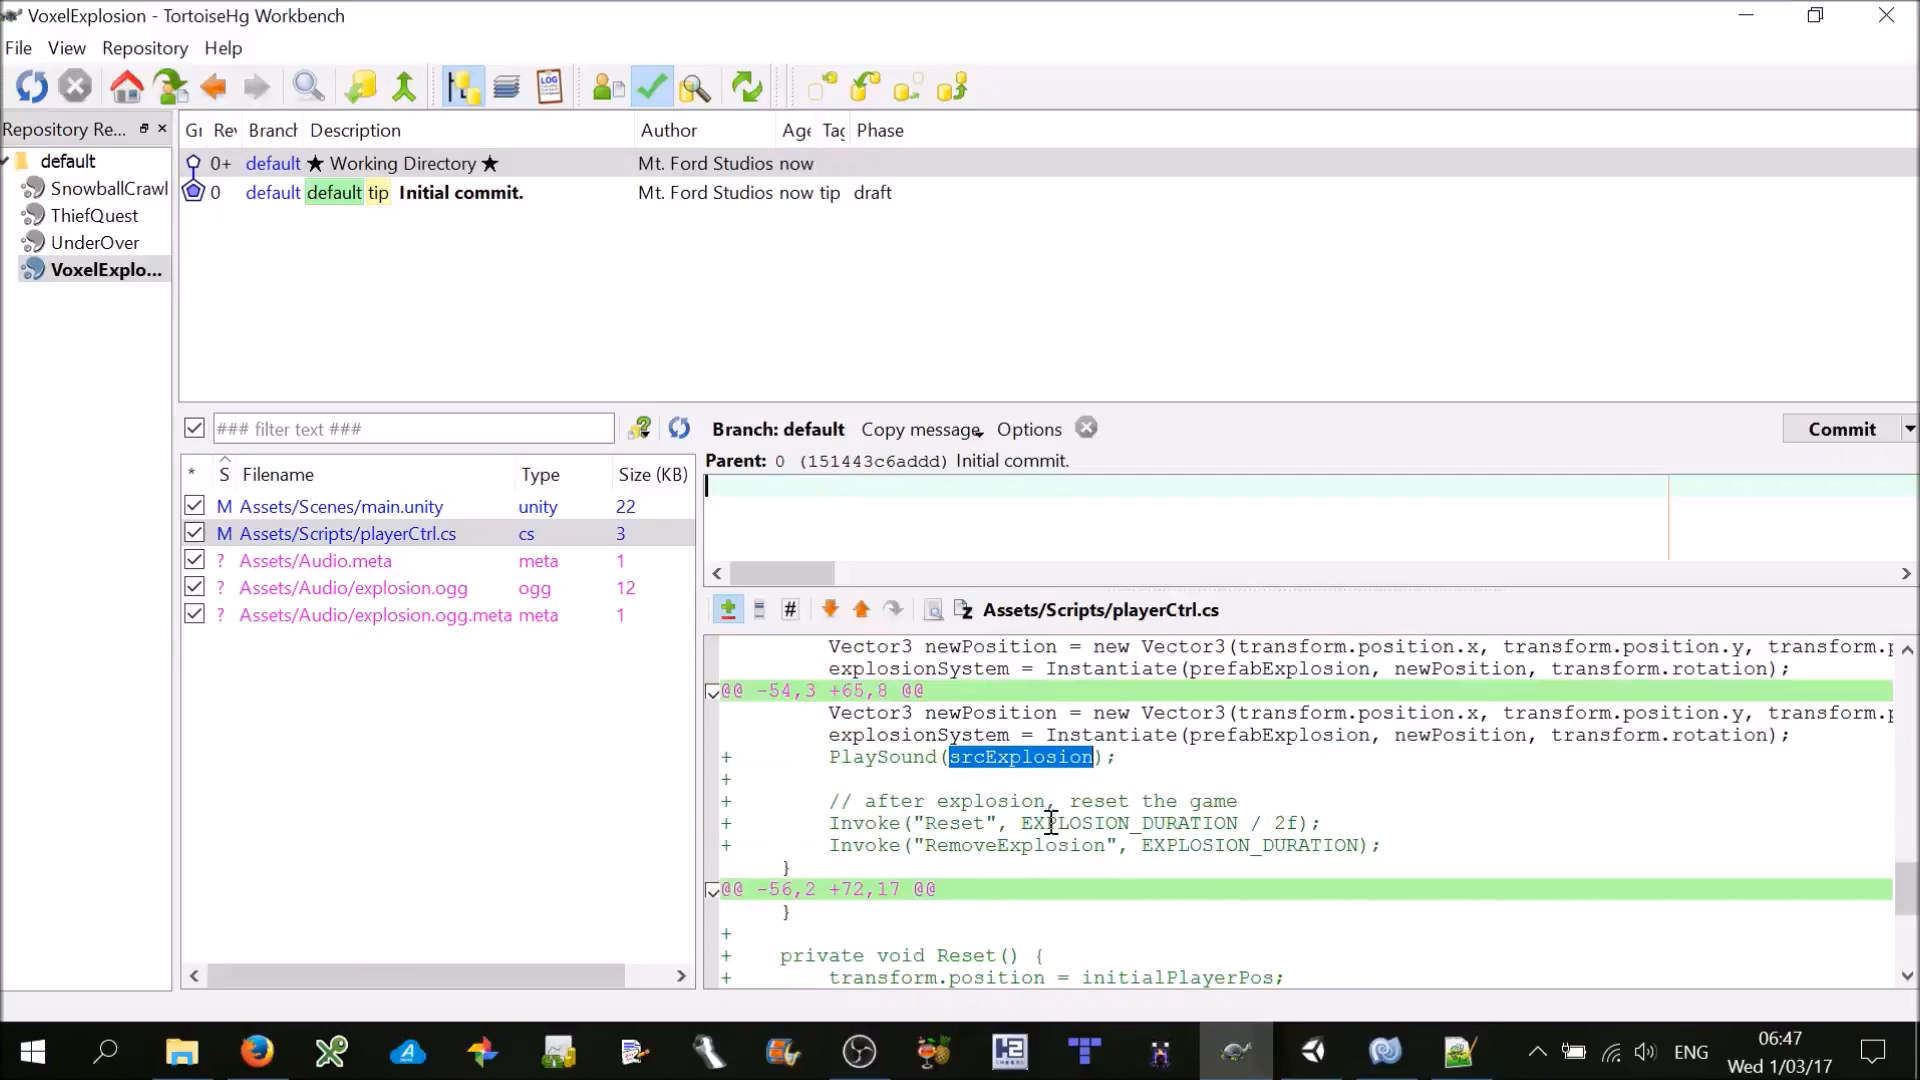 VoxelExplosion - TortoiseHg Workbench
File View Repository Help
LOG
Repository Re...
default
SnowballCrawl
ThiefQuest
UnderOver
VoxelExplo...
Gr Rev Branch Description Author Age Tag Phase
0+ default ★ Working Directory ★ Mt. Ford Studios now
0 default default tip Initial commit. Mt. Ford Studios now tip draft
### filter text ###
Branch: default Copy message Options Commit
Parent: 0 (151443c6addd) Initial commit.
* S Filename Type Size (KB)
M Assets/Scenes/main.unity unity 22
M Assets/Scripts/playerCtrl.cs cs 3
? Assets/Audio.meta meta 1
? Assets/Audio/explosion.ogg ogg 12
? Assets/Audio/explosion.ogg.meta meta 1
# Assets/Scripts/playerCtrl.cs
Vector3 newPosition = new Vector3(transform.position.x, transform.position.y, transform.p
explosionSystem = Instantiate(prefabExplosion, newPosition, transform.rotation);
@@ -54,3 +65,8 @@
Vector3 newPosition = new Vector3(transform.position.x, transform.position.y, transform.p
explosionSystem = Instantiate(prefabExplosion, newPosition, transform.rotation);
+ PlaySound(srcExplosion);
+
+ // after explosion, reset the game
+ Invoke("Reset", EXPLOSION_DURATION / 2f);
+ Invoke("RemoveExplosion", EXPLOSION_DURATION);
}
@@ -56,2 +72,17 @@
}
+
+ private void Reset() {
+ transform.position = initialPlayerPos;
ENG
06:47
Wed 1/03/17